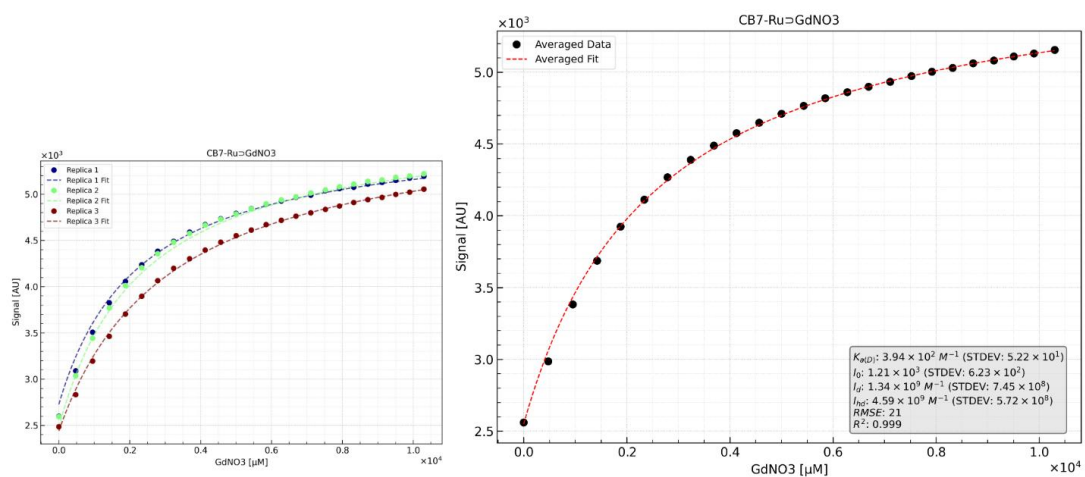 CB7-Ru⊃GdNO3
×10³
Replica 1
Replica 1 Fit
Replica 2
Replica 2 Fit
Replica 3
Replica 3 Fit
5.0
4.5
4.0
3.5
3.0
2.5
Signal [AU]
0.0 0.2 0.4 0.6 0.8 1.0
×10⁴
GdNO3 [μM]
CB7-Ru⊃GdNO3
×10³
Averaged Data
Averaged Fit
5.0
4.5
4.0
3.5
3.0
2.5
Signal [AU]
Kₐ₍D₎: 3.94 × 10² M⁻¹ (STDEV: 5.22 × 10¹)
I₀: 1.21 × 10³ (STDEV: 6.23 × 10²)
I_d: 1.34 × 10⁹ M⁻¹ (STDEV: 7.45 × 10⁸)
I_hd: 4.59 × 10⁹ M⁻¹ (STDEV: 5.72 × 10⁸)
RMSE: 21
R²: 0.999
0.0 0.2 0.4 0.6 0.8 1.0
×10⁴
GdNO3 [μM]